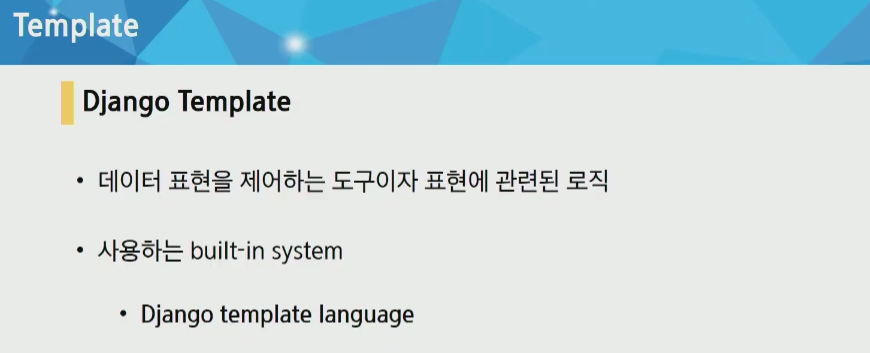 Template
Django Template
• 데이터 표현을 제어하는 도구이자 표현에 관련된 로직
• 사용하는 built-in system
• Django template language